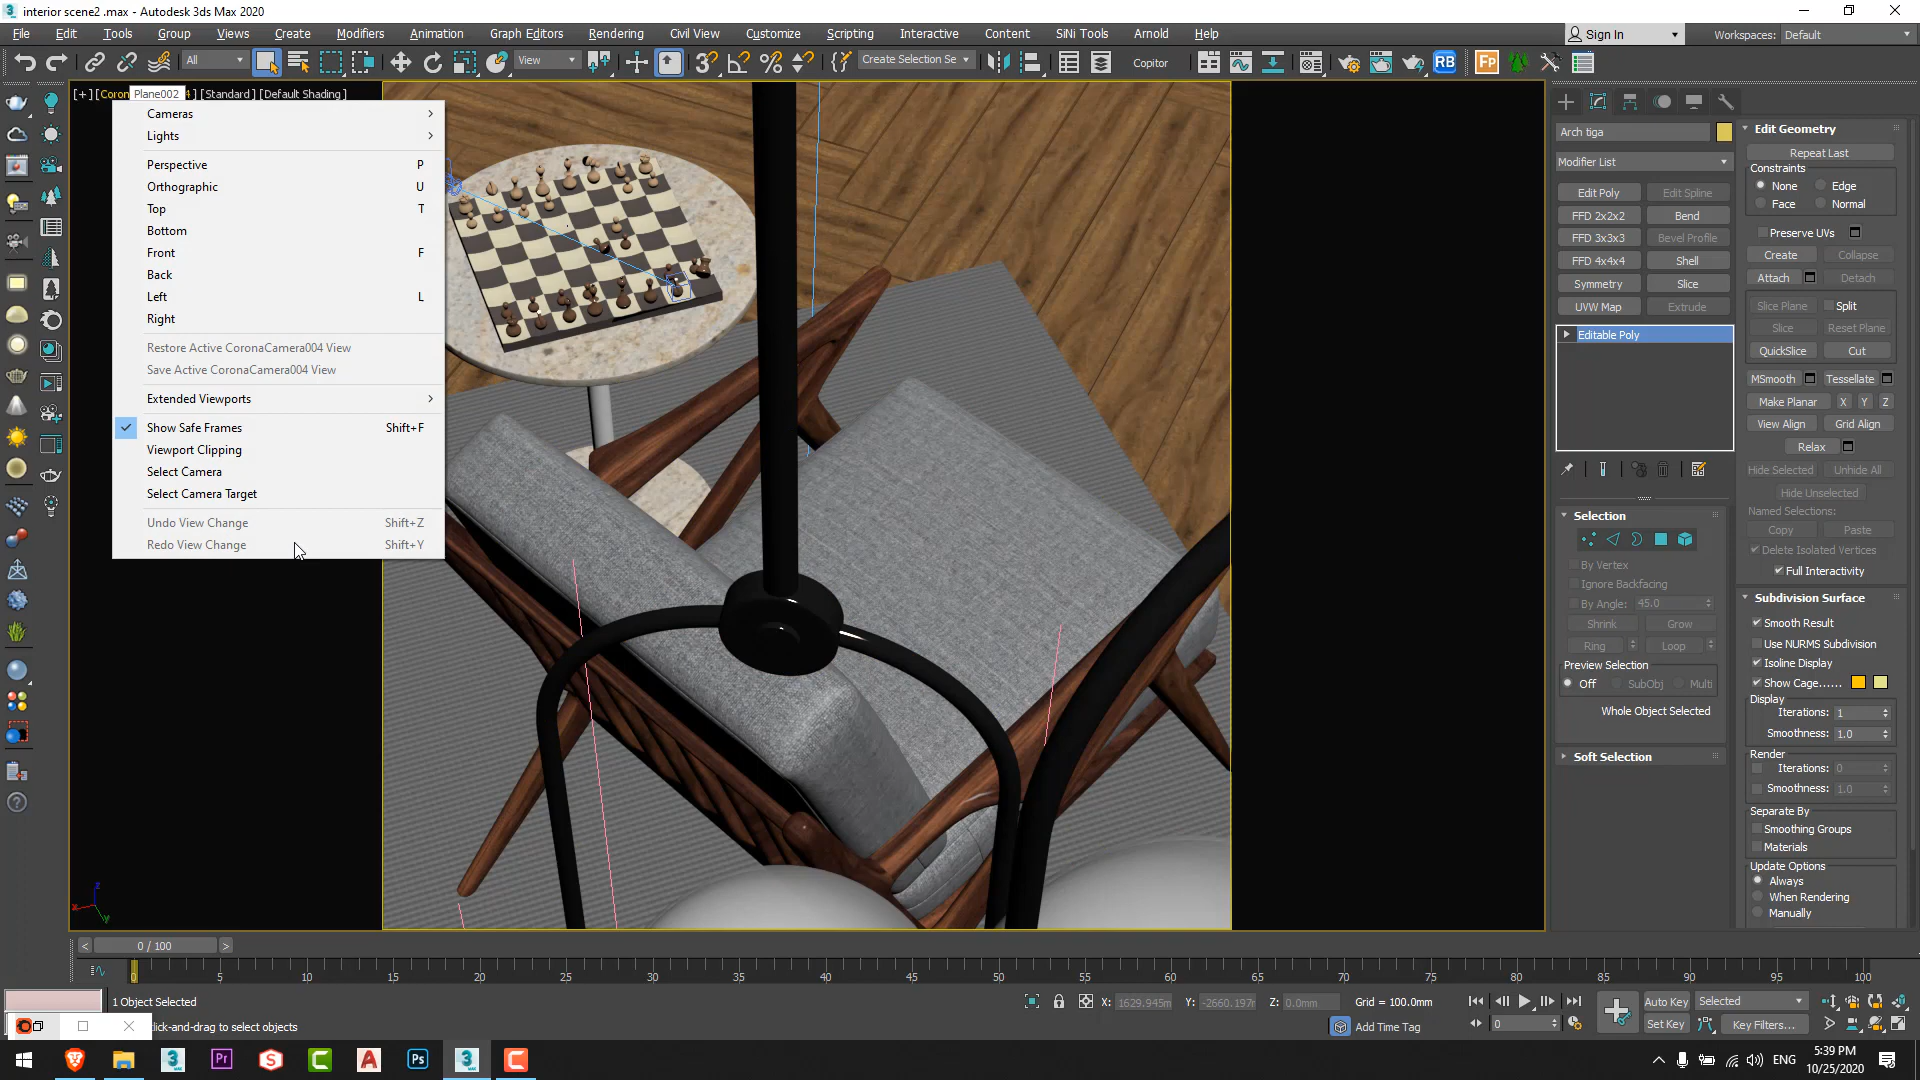 interior scene2 .max - Autodesk 3ds Max 2020
File Edit Tools Group Views Create Modifiers Animation Graph Editors Rendering Civil View Customize Scripting Interactive Content SiNi Tools Arnold Help
Sign In
Workspaces: Default
All
View
Create Selection Se
Copitor
RB
Fp
[+] [Coron
Plane002
4 ] [Standard ] [Default Shading ]
Cameras
Lights
Perspective P
Orthographic U
Top T
Bottom
Front F
Back
Left L
Right
Restore Active CoronaCamera004 View
Save Active CoronaCamera004 View
Extended Viewports
Show Safe Frames Shift+F
Viewport Clipping
Select Camera
Select Camera Target
Undo View Change Shift+Z
Redo View Change Shift+Y
Arch tiga
Modifier List
Edit Poly Edit Spline
FFD 2x2x2 Bend
FFD 3x3x3 Bevel Profile
FFD 4x4x4 Shell
Symmetry Slice
UVW Map Extrude
Editable Poly
Selection
By Vertex
Ignore Backfacing
By Angle: 45.0
Shrink Grow
Ring Loop
Preview Selection
Off SubObj Multi
Whole Object Selected
Soft Selection
Edit Geometry
Repeat Last
Constraints
None Edge
Face Normal
Preserve UVs
Create Collapse
Attach Detach
Slice Plane Split
Slice Reset Plane
QuickSlice Cut
MSmooth Tessellate
Make Planar X Y Z
View Align Grid Align
Relax
Hide Selected Unhide All
Hide Unselected
Named Selections:
Copy Paste
Delete Isolated Vertices
Full Interactivity
Subdivision Surface
Smooth Result
Use NURMS Subdivision
Isoline Display
Show Cage......
Display
Iterations: 1
Smoothness: 1.0
Render
Iterations: 0
Smoothness: 1.0
Separate By
Smoothing Groups
Materials
Update Options
Always
When Rendering
Manually
z
x
y
< 0 / 100 >
0 5 10 15 20 25 30 35 40 45 50 55 60 65 70 75 80 85 90 95 100
1 Object Selected
X: 1629.945m Y: -2660.197m Z: 0.0mm Grid = 100.0mm
Auto Key Selected
click-and-drag to select objects
Add Time Tag
0
Set Key Key Filters...
Pr
Ps
ENG
5:39 PM
10/25/2020